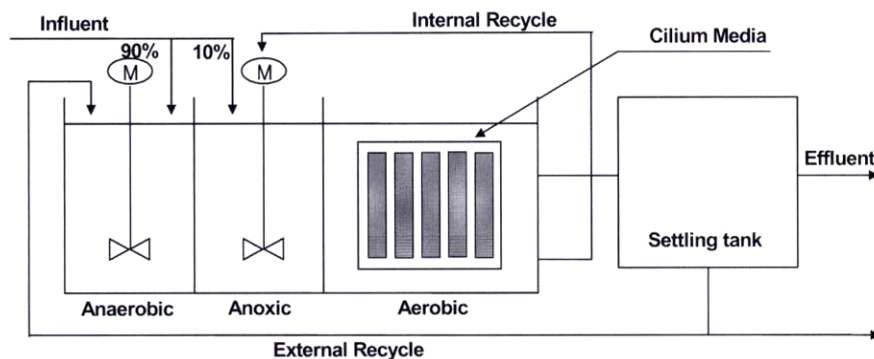 Influent
Internal Recycle
Cilium Media
90%
10%
M
M
Effluent
Settling tank
Anaerobic
Anoxic
Aerobic
External Recycle